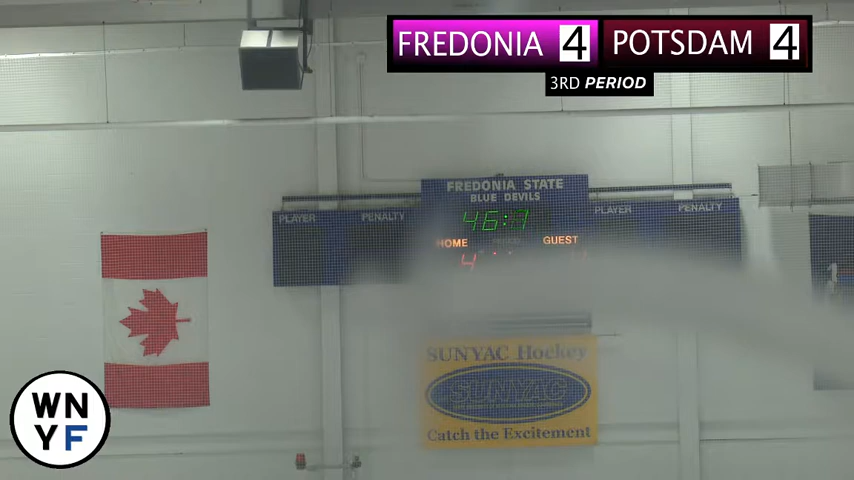 FREDONIA 4 POTSDAM 4
3RD PERIOD
FREDONIA STATE
BLUE DEVILS
PLAYER PENALTY
PLAYER PENALTY
HOME
GUEST
4
SUNYAC Hockey
SUNYAC
Catch the Excitement
WN
YF